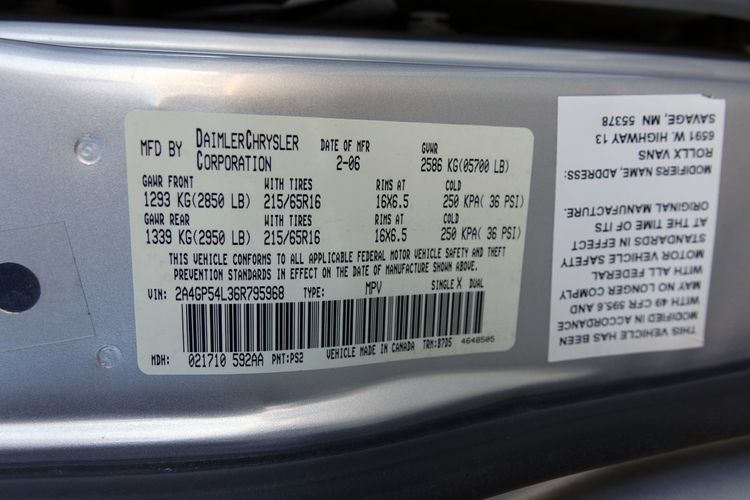 MFD BY DAIMLERCHRYSLER CORPORATION DATE OF MFR 2-06 GVWR 2586 KG(05700 LB)
GAWR FRONT WITH TIRES RIMS AT COLD
1293 KG(2850 LB) 215/65R16 16X6.5 250 KPA( 36 PSI)
GAWR REAR WITH TIRES RIMS AT COLD
1339 KG(2950 LB) 215/65R16 16X6.5 250 KPA( 36 PSI)
THIS VEHICLE CONFORMS TO ALL APPLICABLE FEDERAL MOTOR VEHICLE SAFETY AND THEFT
PREVENTION STANDARDS IN EFFECT ON THE DATE OF MANUFACTURE SHOWN ABOVE.
VIN: 2A4GP54L36R795968 TYPE: MPV SINGLE X DUAL
MDH: 021710 592AA PNT:PS2 VEHICLE MADE IN CANADA TRM:B7D5 4648505
THIS VEHICLE HAS BEEN
MODIFIED IN ACCORDANCE
WITH 49 CFR 595.6 AND
MAY NO LONGER COMPLY
WITH ALL FEDERAL
MOTOR VEHICLE SAFETY
STANDARDS IN EFFECT
AT THE TIME OF ITS
ORIGINAL MANUFACTURE.
MODIFIERS NAME, ADDRESS:
ROLLX VANS
6591 W. HIGHWAY 13
SAVAGE, MN 55378